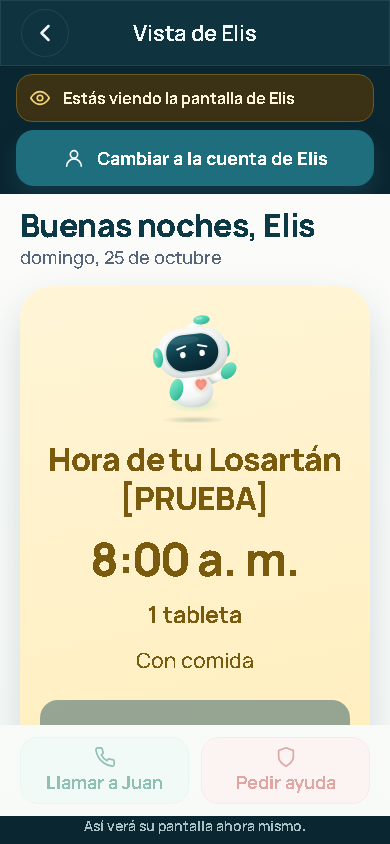 Vista de Elis
Estás viendo la pantalla de Elis
Cambiar a la cuenta de Elis
Buenas noches, Elis
domingo, 25 de octubre
Hora de tu Losartán
[PRUEBA]
8:00 a. m.
1 tableta
Con comida
Llamar a Juan
Pedir ayuda
Así verá su pantalla ahora mismo.